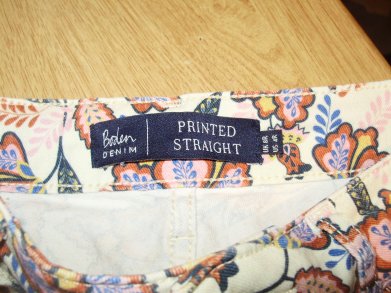 Boden
DENIM
PRINTED
STRAIGHT